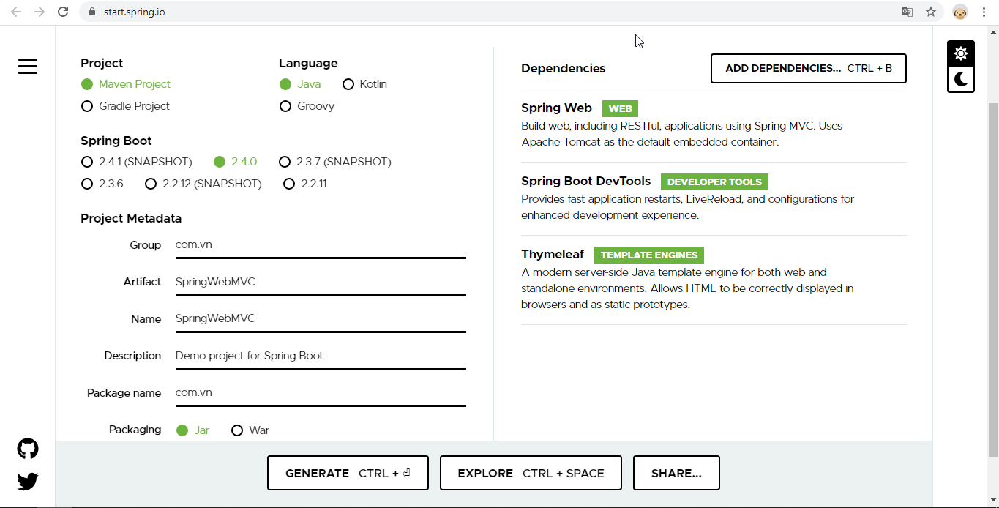 start.spring.io
Project
Maven Project
Gradle Project
Language
Java Kotlin
Groovy
Spring Boot
2.4.1 (SNAPSHOT) 2.4.0 2.3.7 (SNAPSHOT)
2.3.6 2.2.12 (SNAPSHOT) 2.2.11
Project Metadata
Group com.vn
Artifact SpringWebMVC
Name SpringWebMVC
Description Demo project for Spring Boot
Package name com.vn
Packaging Jar War
Dependencies ADD DEPENDENCIES... CTRL + B
Spring Web WEB
Build web, including RESTful, applications using Spring MVC. Uses
Apache Tomcat as the default embedded container.
Spring Boot DevTools DEVELOPER TOOLS
Provides fast application restarts, LiveReload, and configurations for
enhanced development experience.
Thymeleaf TEMPLATE ENGINES
A modern server-side Java template engine for both web and
standalone environments. Allows HTML to be correctly displayed in
browsers and as static prototypes.
GENERATE CTRL + ⏎ EXPLORE CTRL + SPACE SHARE...